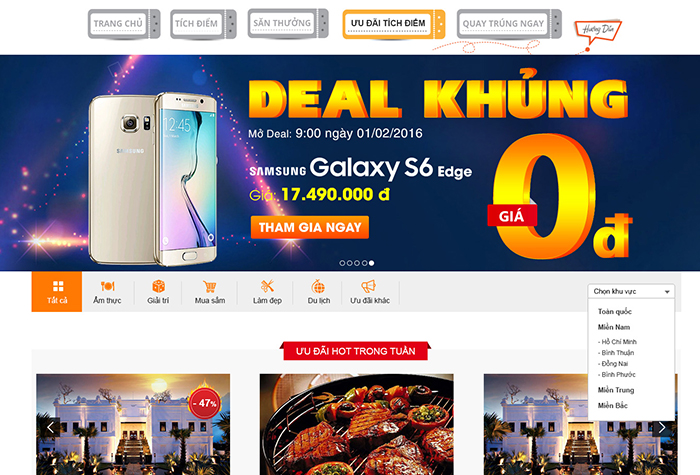 TRANG CHỦ
TÍCH ĐIỂM
SĂN THƯỞNG
ƯU ĐÃI TÍCH ĐIỂM
QUAY TRÚNG NGAY
Hướng Dẫn
DEAL KHỦNG
Mở Deal: 9:00 ngày 01/02/2016
SAMSUNG Galaxy S6 Edge
Giá: 17.490.000 đ
THAM GIA NGAY
GIÁ
0đ
SAMSUNG
12:45
Tất cả
Ẩm thực
Giải trí
Mua sắm
Làm đẹp
Du lịch
Ưu đãi khác
Chọn khu vực
Toàn quốc
Miền Nam
- Hồ Chí Minh
- Bình Thuận
- Đồng Nai
- Bình Phước
Miền Trung
Miền Bắc
ƯU ĐÃI HOT TRONG TUẦN
- 47%